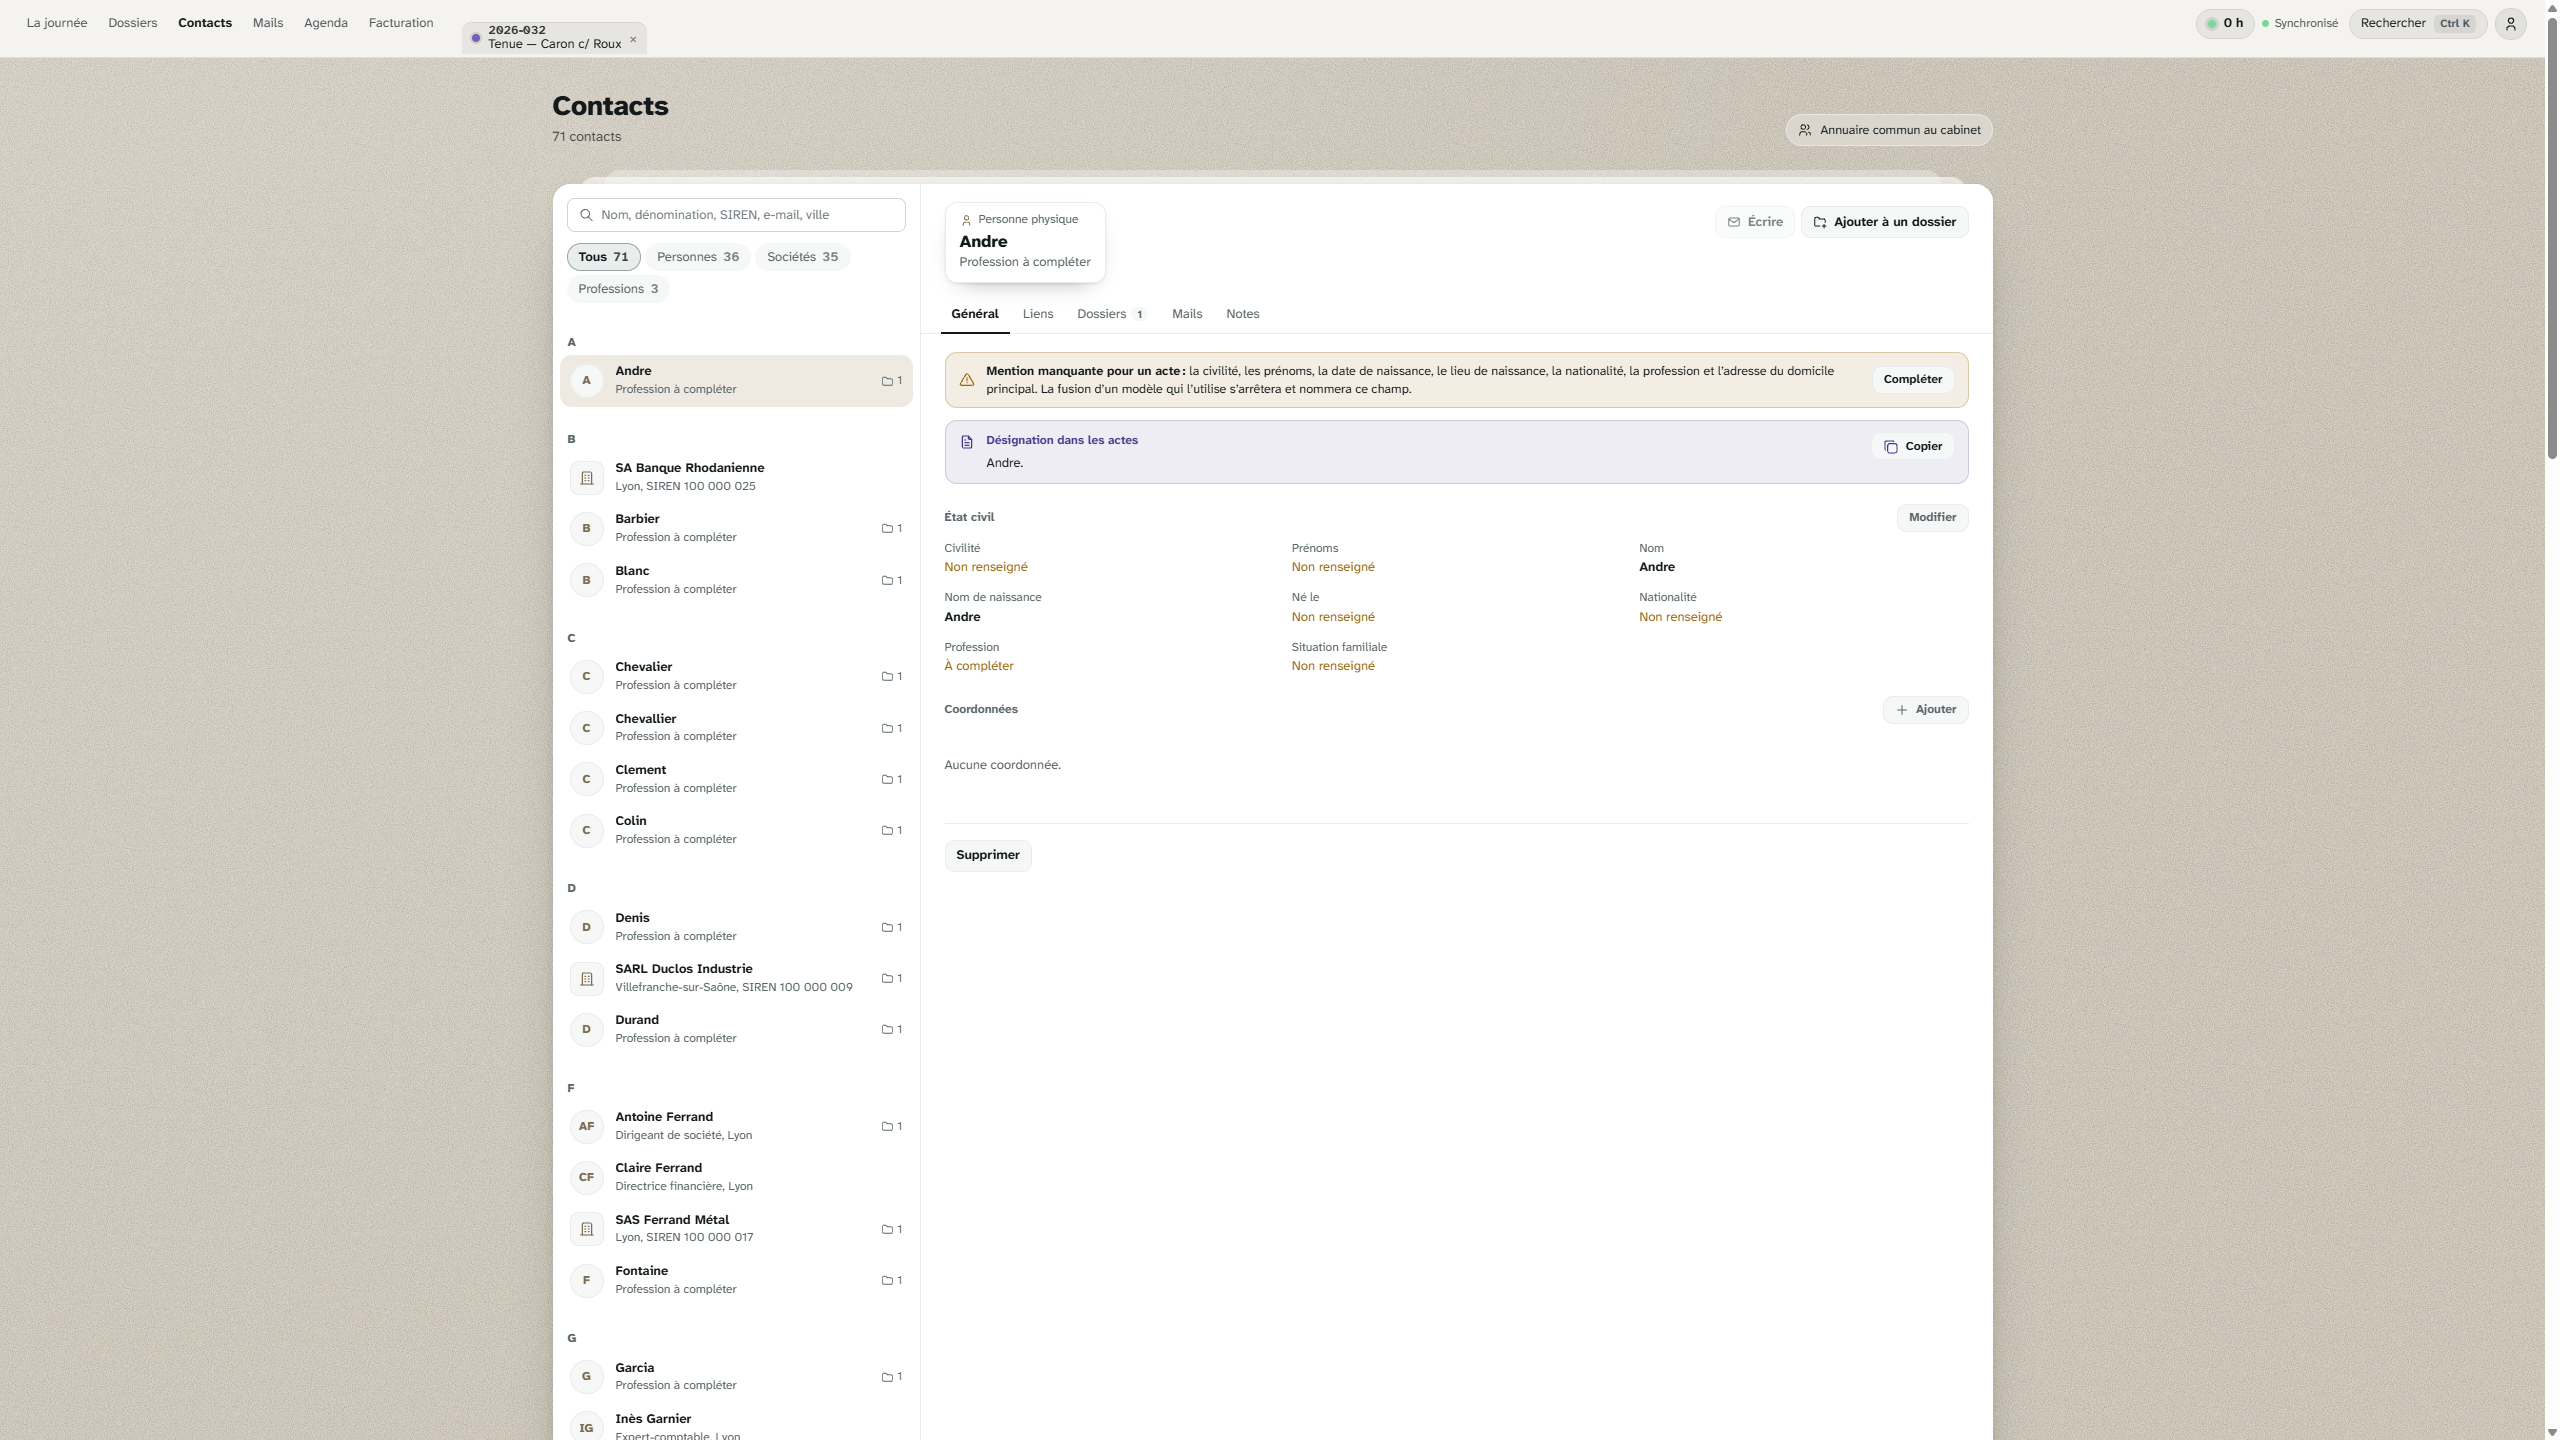 La journée
Dossiers
Contacts
Mails
Agenda
Facturation
2026-032
Tenue — Caron c/ Roux
×
0 h
Synchronisé
Rechercher Ctrl K
Contacts
71 contacts
Annuaire commun au cabinet
Nom, dénomination, SIREN, e-mail, ville
Tous 71
Personnes 36
Sociétés 35
Professions 3
A
A
Andre
Profession à compléter
1
B
SA Banque Rhodanienne
Lyon, SIREN 100 000 025
B
Barbier
Profession à compléter
1
B
Blanc
Profession à compléter
1
C
C
Chevalier
Profession à compléter
1
C
Chevallier
Profession à compléter
1
C
Clement
Profession à compléter
1
C
Colin
Profession à compléter
1
D
D
Denis
Profession à compléter
1
SARL Duclos Industrie
Villefranche-sur-Saône, SIREN 100 000 009
1
D
Durand
Profession à compléter
1
F
AF
Antoine Ferrand
Dirigeant de société, Lyon
1
CF
Claire Ferrand
Directrice financière, Lyon
SAS Ferrand Métal
Lyon, SIREN 100 000 017
1
F
Fontaine
Profession à compléter
1
G
G
Garcia
Profession à compléter
1
IG
Inès Garnier
Expert-comptable, Lyon
Personne physique
Andre
Profession à compléter
Écrire
Ajouter à un dossier
Général
Liens
Dossiers 1
Mails
Notes
Mention manquante pour un acte : la civilité, les prénoms, la date de naissance, le lieu de naissance, la nationalité, la profession et l’adresse du domicile
principal. La fusion d’un modèle qui l’utilise s’arrêtera et nommera ce champ.
Compléter
Désignation dans les actes
Andre.
Copier
État civil
Modifier
Civilité
Non renseigné
Prénoms
Non renseigné
Nom
Andre
Nom de naissance
Andre
Né le
Non renseigné
Nationalité
Non renseigné
Profession
À compléter
Situation familiale
Non renseigné
Coordonnées
Ajouter
Aucune coordonnée.
Supprimer